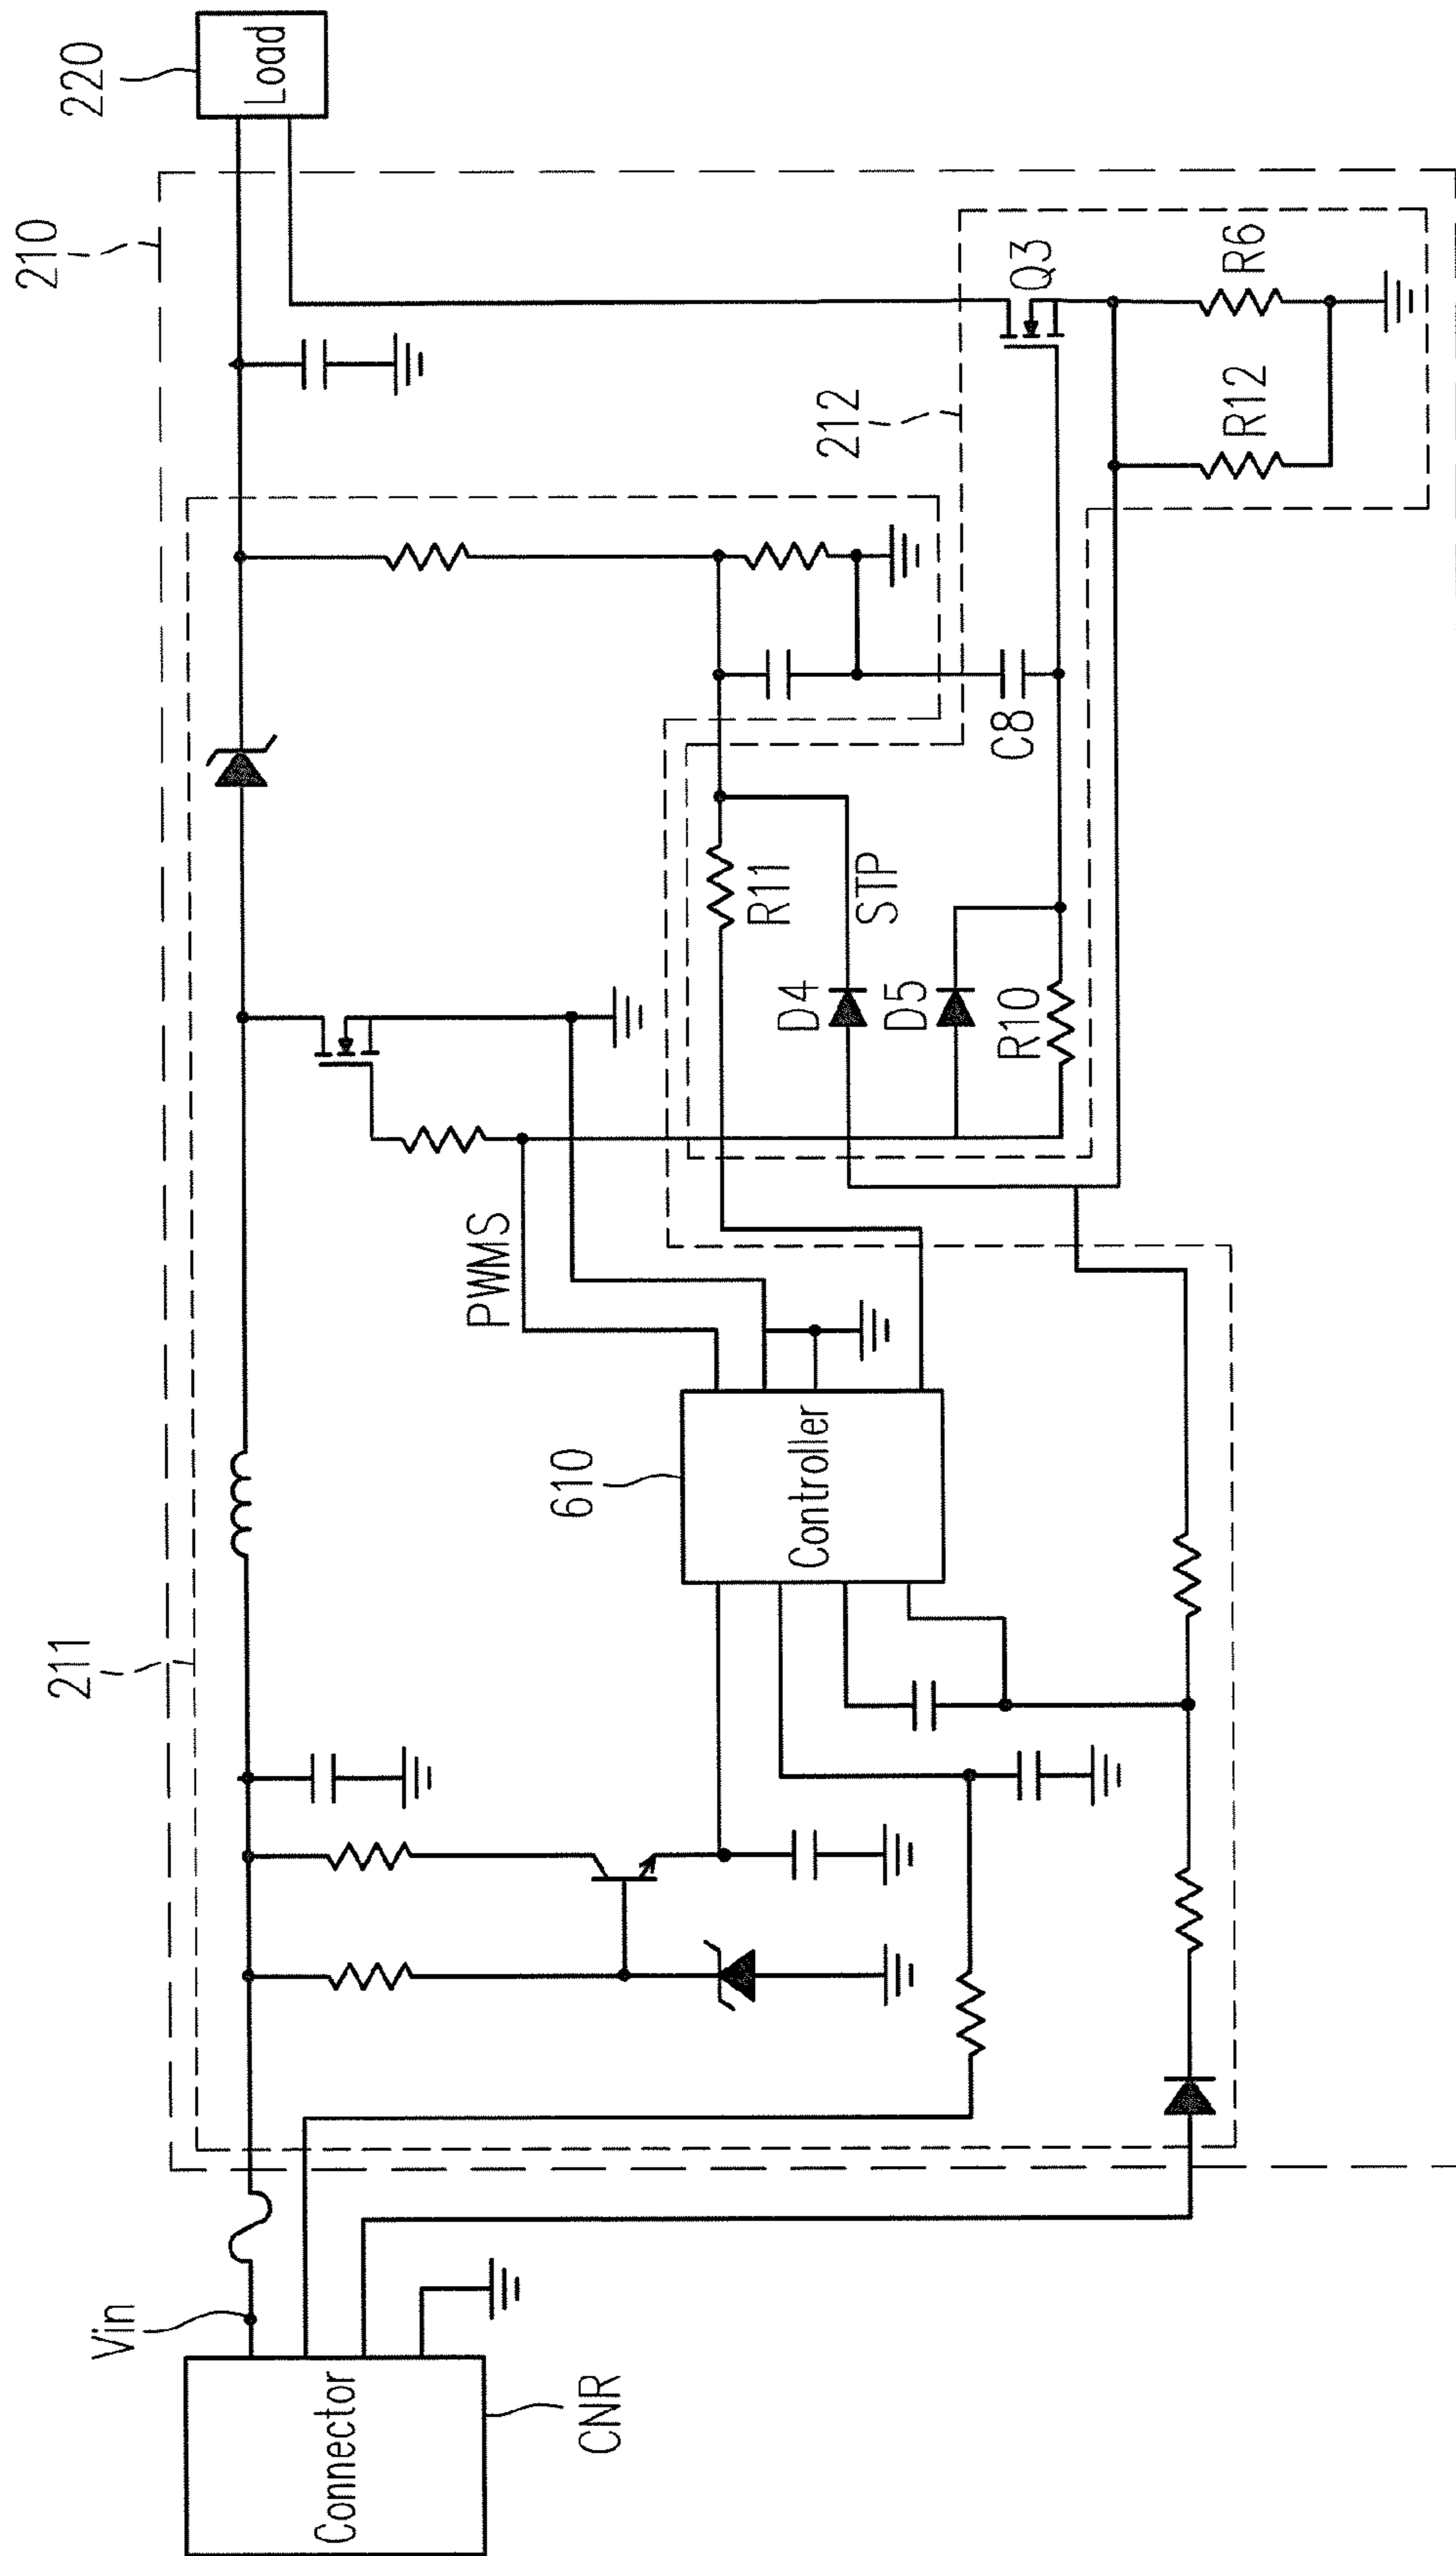 Vin
Connector
CNR
211
610
Controller
PWMS
210
220
Load
R11
STP
D4
D5
R10
C8
212
Q3
R12
R6